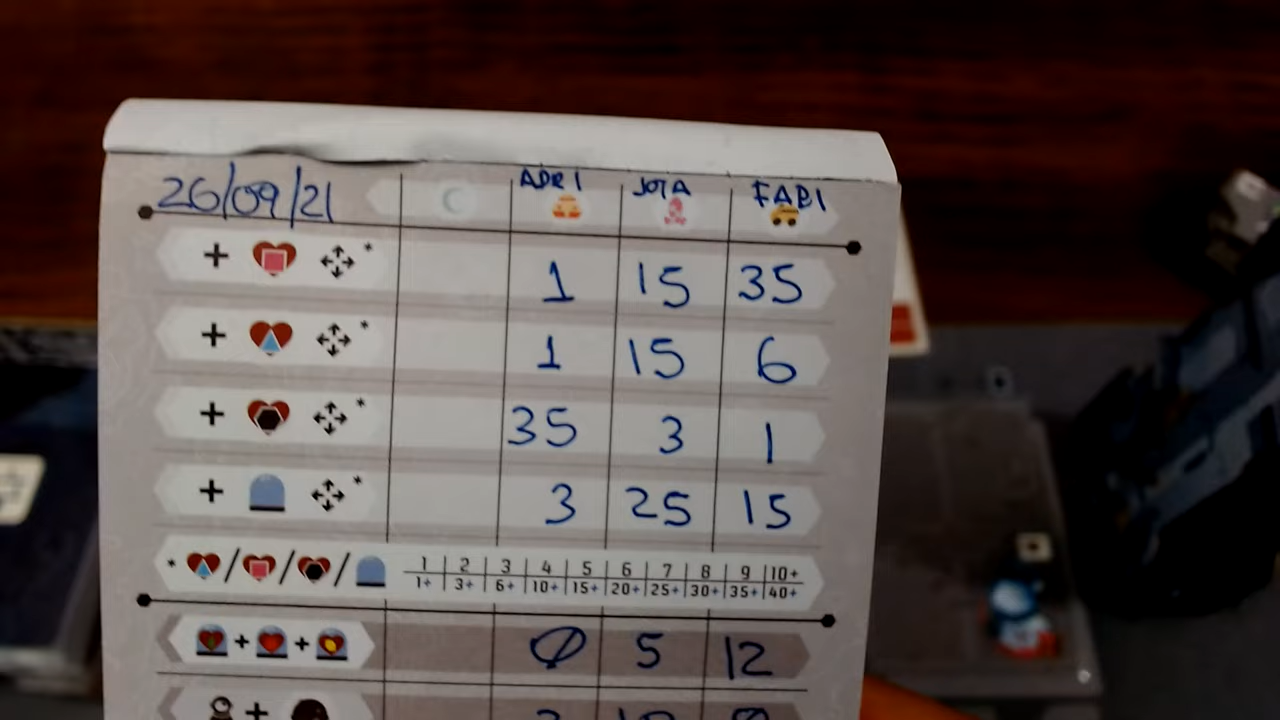 26/09/21 ADRI JOTA FABI
+ * 1 15 35
+ * 1 15 6
+ * 35 3 1
+ * 3 25 15
* / / / 1 2 3 4 5 6 7 8 9 10+
1+ 3+ 6+ 10+ 15+ 20+ 25+ 30+ 35+ 40+
+ + Ø 5 12
+